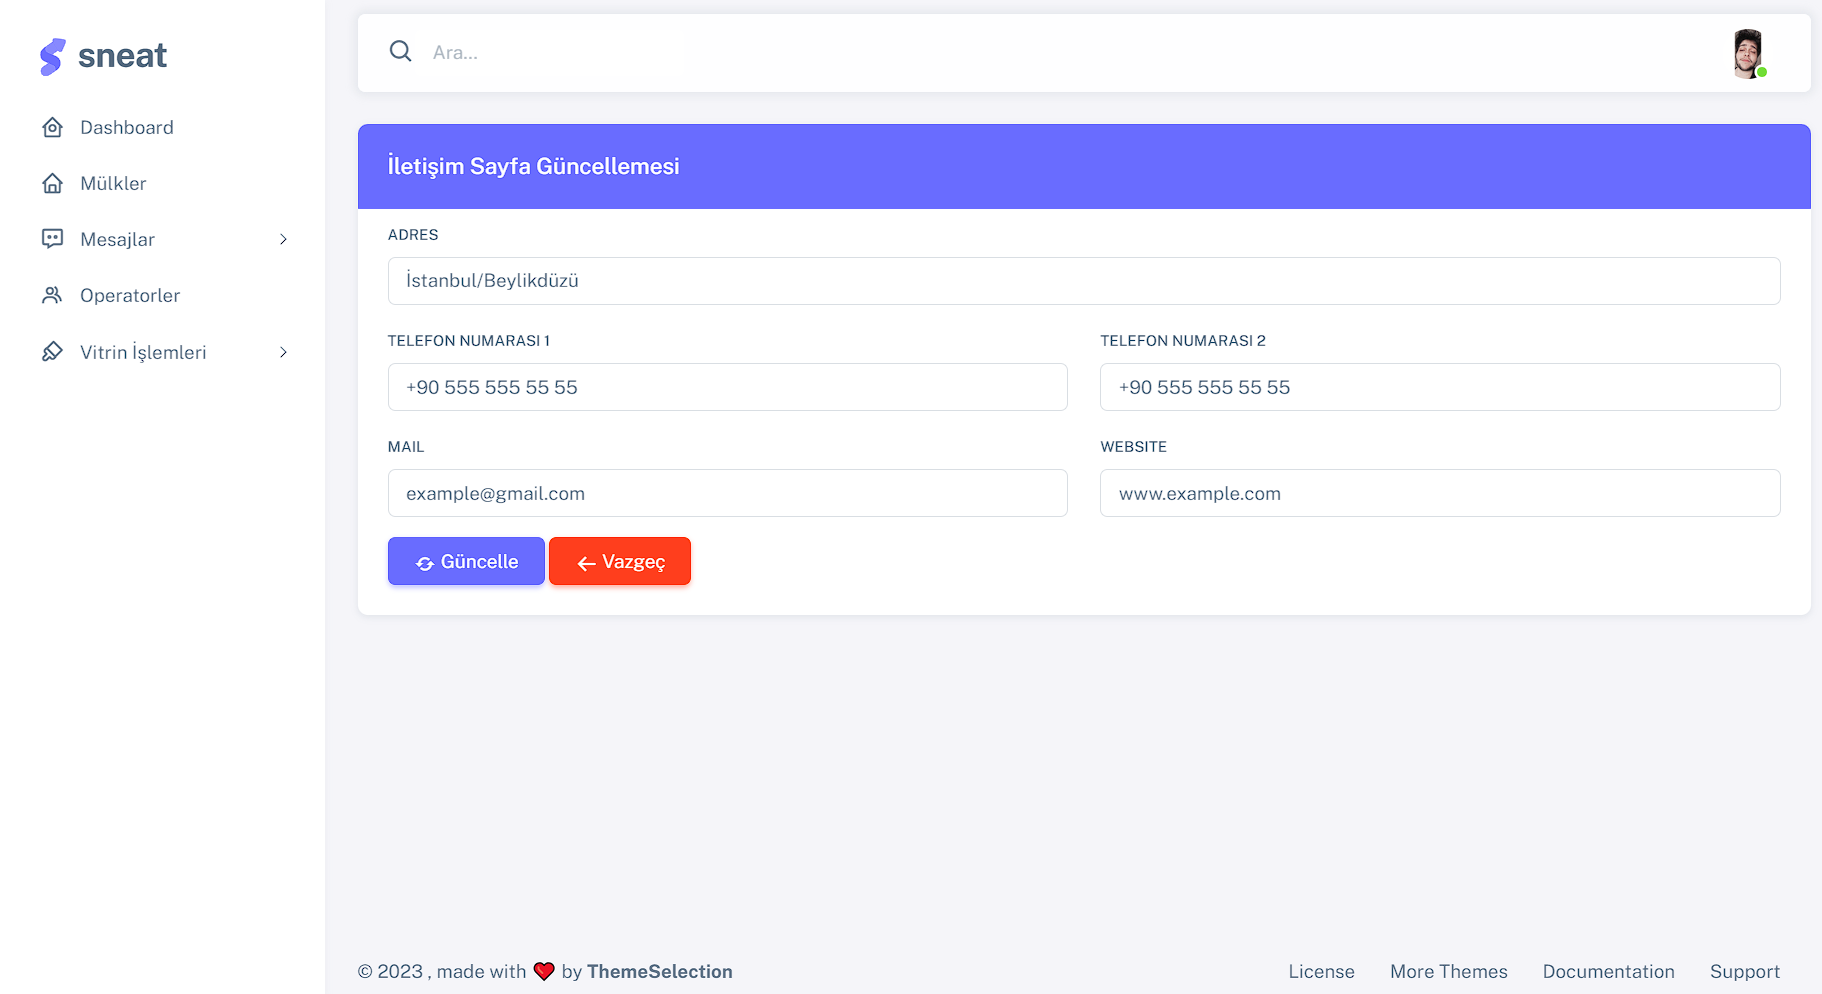 sneat
Dashboard
Mülkler
Mesajlar
Operatorler
Vitrin İşlemleri
Ara...
İletişim Sayfa Güncellemesi
ADRES
İstanbul/Beylikdüzü
TELEFON NUMARASI 1
TELEFON NUMARASI 2
+90 555 555 55 55
+90 555 555 55 55
MAIL
WEBSITE
example@gmail.com
www.example.com
Güncelle
Vazgeç
© 2023 , made with ❤️ by ThemeSelection
License
More Themes
Documentation
Support